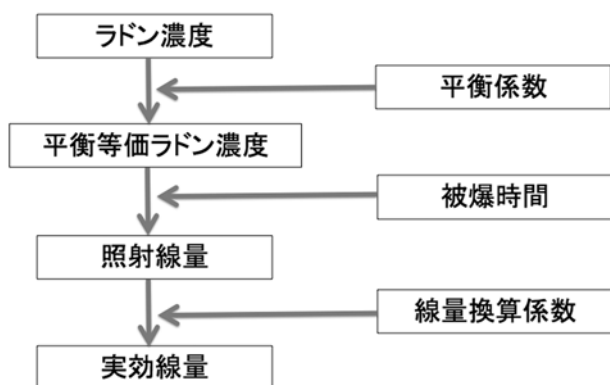 ラドン濃度
平衡係数
平衡等価ラドン濃度
被爆時間
照射線量
線量換算係数
実効線量